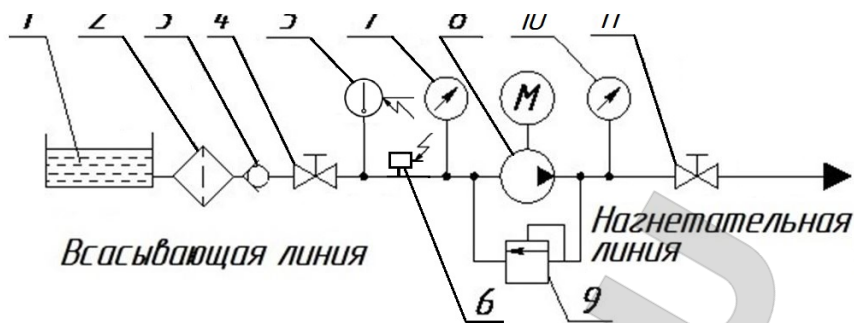 1 2 3 4 5 7 8 10 11
М
Всасывающая линия
Нагнетательная
линия
6 9